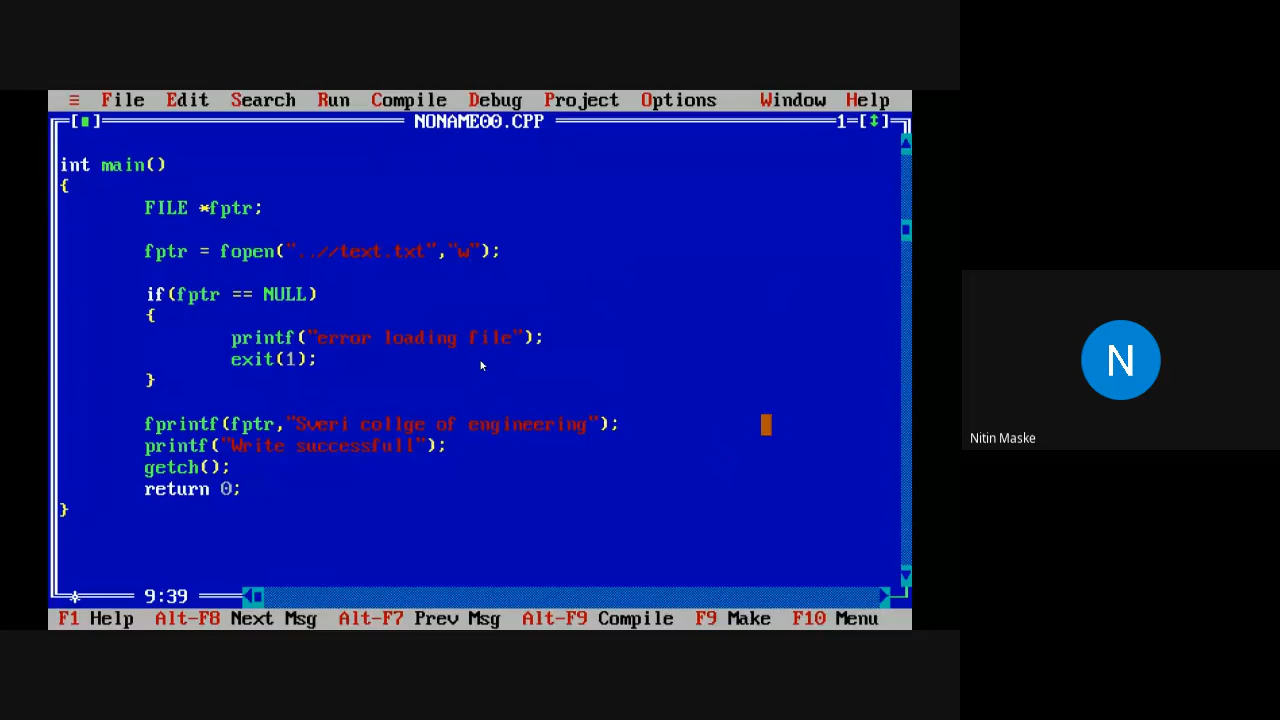 ≡ File Edit Search Run Compile Debug Project Options Window Help
[■] NONAME00.CPP 1=[↕]
int main()
{
FILE *fptr;
fptr = fopen("..//text.txt","w");
if(fptr == NULL)
{
printf("error loading file");
exit(1);
}
fprintf(fptr,"Sveri collge of engineering");
printf("Write successfull");
getch();
return 0;
}
9:39
F1 Help Alt-F8 Next Msg Alt-F7 Prev Msg Alt-F9 Compile F9 Make F10 Menu
N
Nitin Maske